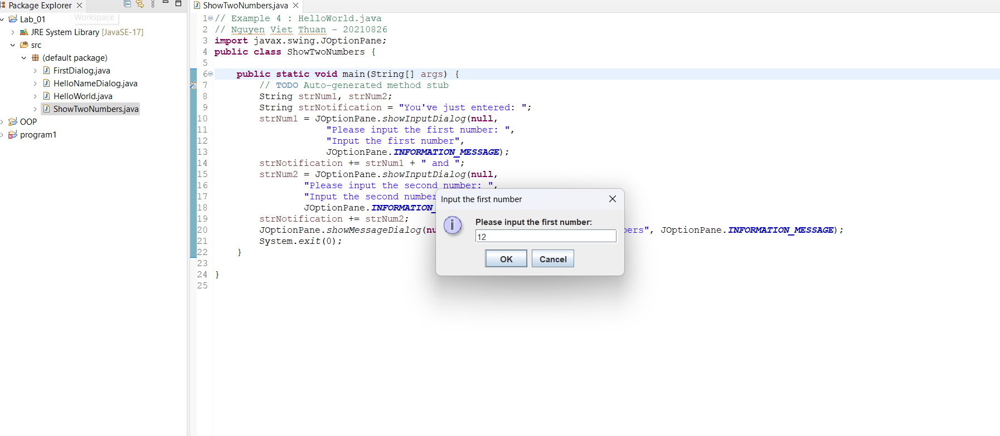 Package Explorer
Workspace
Lab_01
JRE System Library [JavaSE-17]
src
(default package)
FirstDialog.java
HelloNameDialog.java
HelloWorld.java
ShowTwoNumbers.java
OOP
program1
ShowTwoNumbers.java
1 // Example 4 : HelloWorld.java
2 // Nguyen Viet Thuan - 20210826
3 import javax.swing.JOptionPane;
4 public class ShowTwoNumbers {
5
6 public static void main(String[] args) {
7 // TODO Auto-generated method stub
8 String strNum1, strNum2;
9 String strNotification = "You've just entered: ";
10 strNum1 = JOptionPane.showInputDialog(null,
11 "Please input the first number: ",
12 "Input the first number",
13 JOptionPane.INFORMATION_MESSAGE);
14 strNotification += strNum1 + " and ";
15 strNum2 = JOptionPane.showInputDialog(null,
16 "Please input the second number: ",
17 "Input the second number
18 JOptionPane.INFORMATION_
19 strNotification += strNum2;
20 JOptionPane.showMessageDialog(nu bers", JOptionPane.INFORMATION_MESSAGE);
21 System.exit(0);
22 }
23
24 }
25
Input the first number
Please input the first number:
12
OK
Cancel